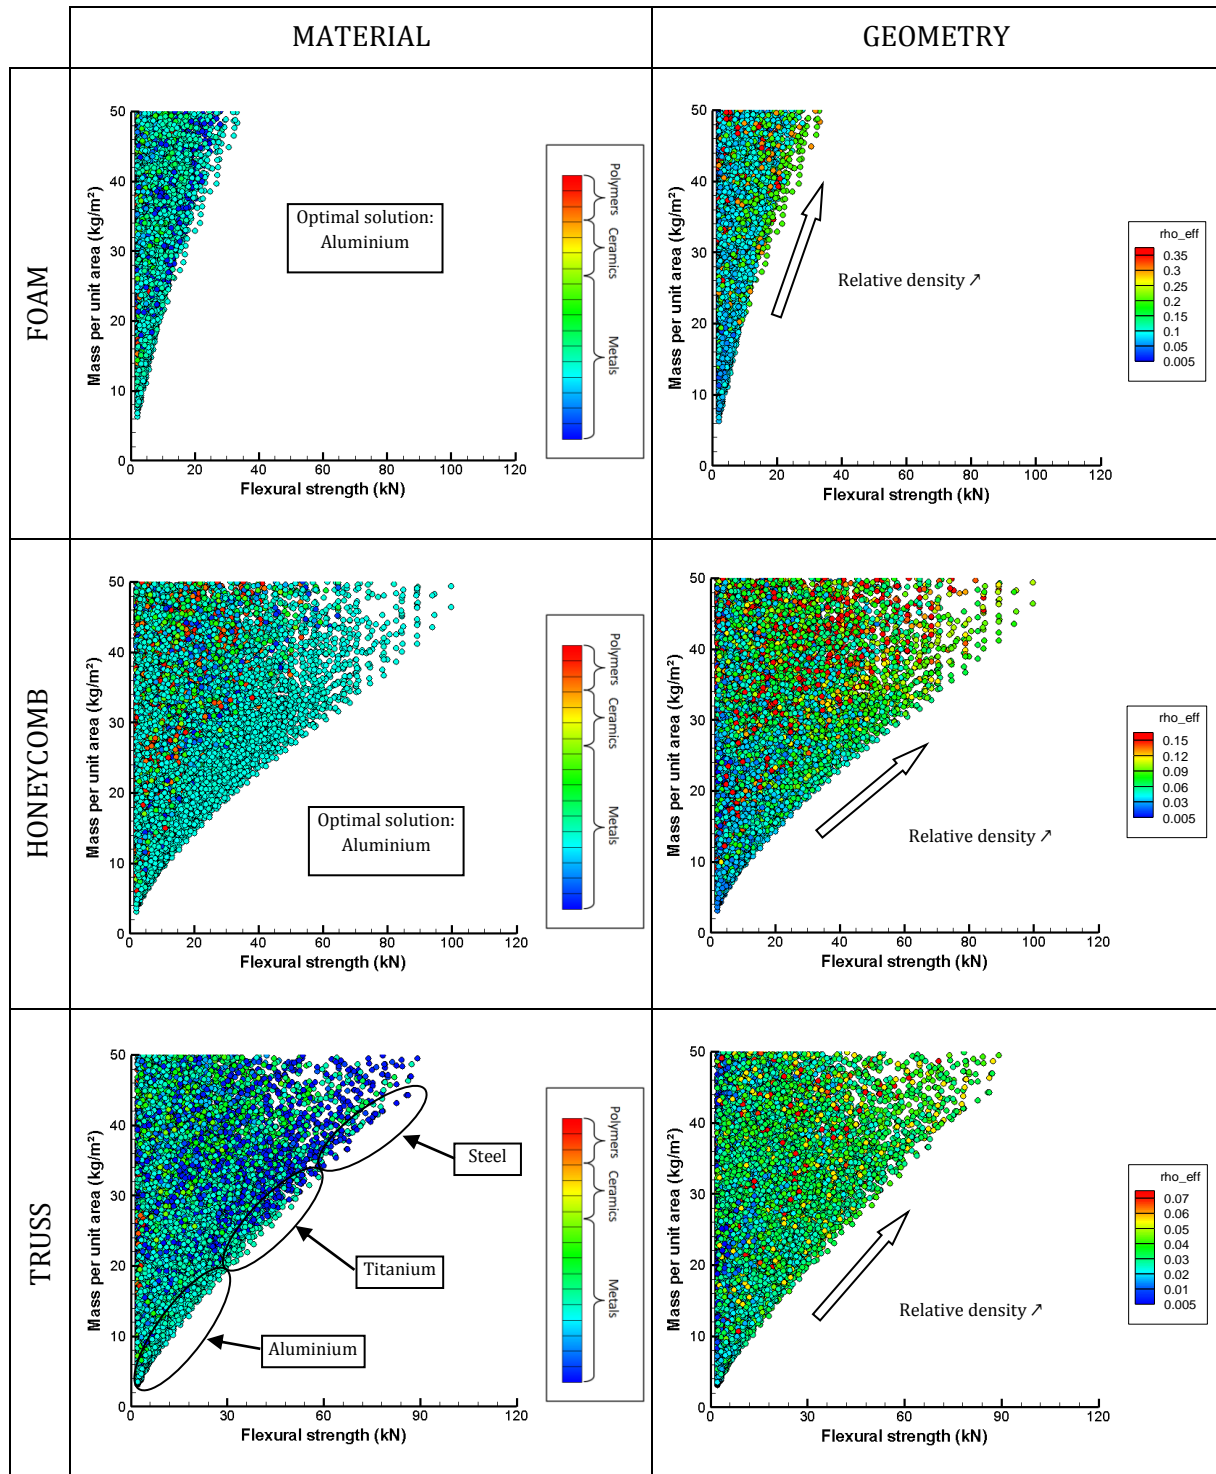 MATERIAL
GEOMETRY
FOAM
Mass per unit area (kg/m²)
50
40
30
20
10
0
0 20 40 60 80 100 120
Flexural strength (kN)
Optimal solution:
Aluminium
Polymers
Ceramics
Metals
Mass per unit area (kg/m²)
50
40
30
20
10
0
0 20 40 60 80 100 120
Flexural strength (kN)
Relative density ↗
rho_eff
0.35
0.3
0.25
0.2
0.15
0.1
0.05
0.005
HONEYCOMB
Mass per unit area (kg/m²)
50
40
30
20
10
0
0 20 40 60 80 100 120
Flexural strength (kN)
Optimal solution:
Aluminium
Polymers
Ceramics
Metals
Mass per unit area (kg/m²)
50
40
30
20
10
0
0 20 40 60 80 100 120
Flexural strength (kN)
Relative density ↗
rho_eff
0.15
0.12
0.09
0.06
0.03
0.005
TRUSS
Mass per unit area (kg/m²)
50
40
30
20
10
0
0 30 60 90 120
Flexural strength (kN)
Steel
Titanium
Aluminium
Polymers
Ceramics
Metals
Mass per unit area (kg/m²)
50
40
30
20
10
0
0 30 60 90 120
Flexural strength (kN)
Relative density ↗
rho_eff
0.07
0.06
0.05
0.04
0.03
0.02
0.01
0.005